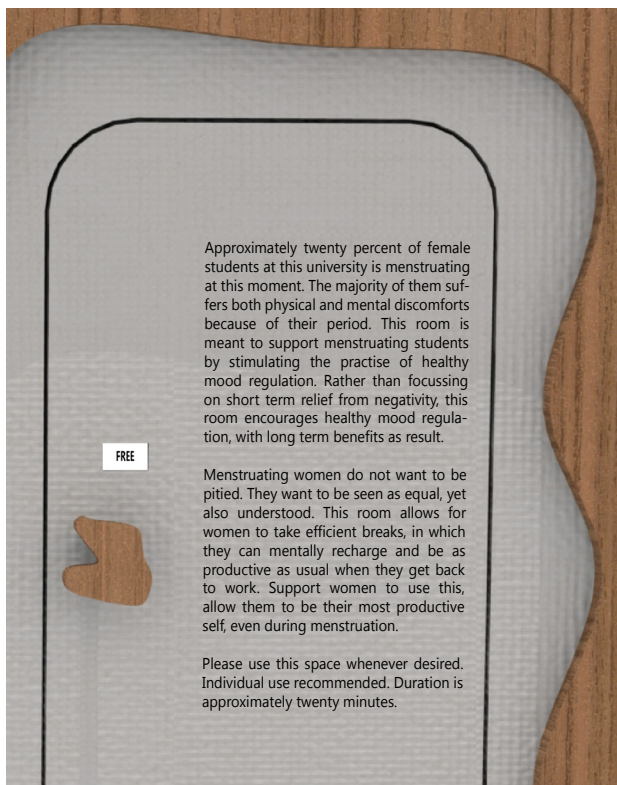 Approximately twenty percent of female
students at this university is menstruating
at this moment. The majority of them suf-
fers both physical and mental discomforts
because of their period. This room is
meant to support menstruating students
by stimulating the practise of healthy
mood regulation. Rather than focussing
on short term relief from negativity, this
room encourages healthy mood regula-
tion, with long term benefits as result.
FREE
Menstruating women do not want to be
pitied. They want to be seen as equal, yet
also understood. This room allows for
women to take efficient breaks, in which
they can mentally recharge and be as
productive as usual when they get back
to work. Support women to use this,
allow them to be their most productive
self, even during menstruation.
Please use this space whenever desired.
Individual use recommended. Duration is
approximately twenty minutes.